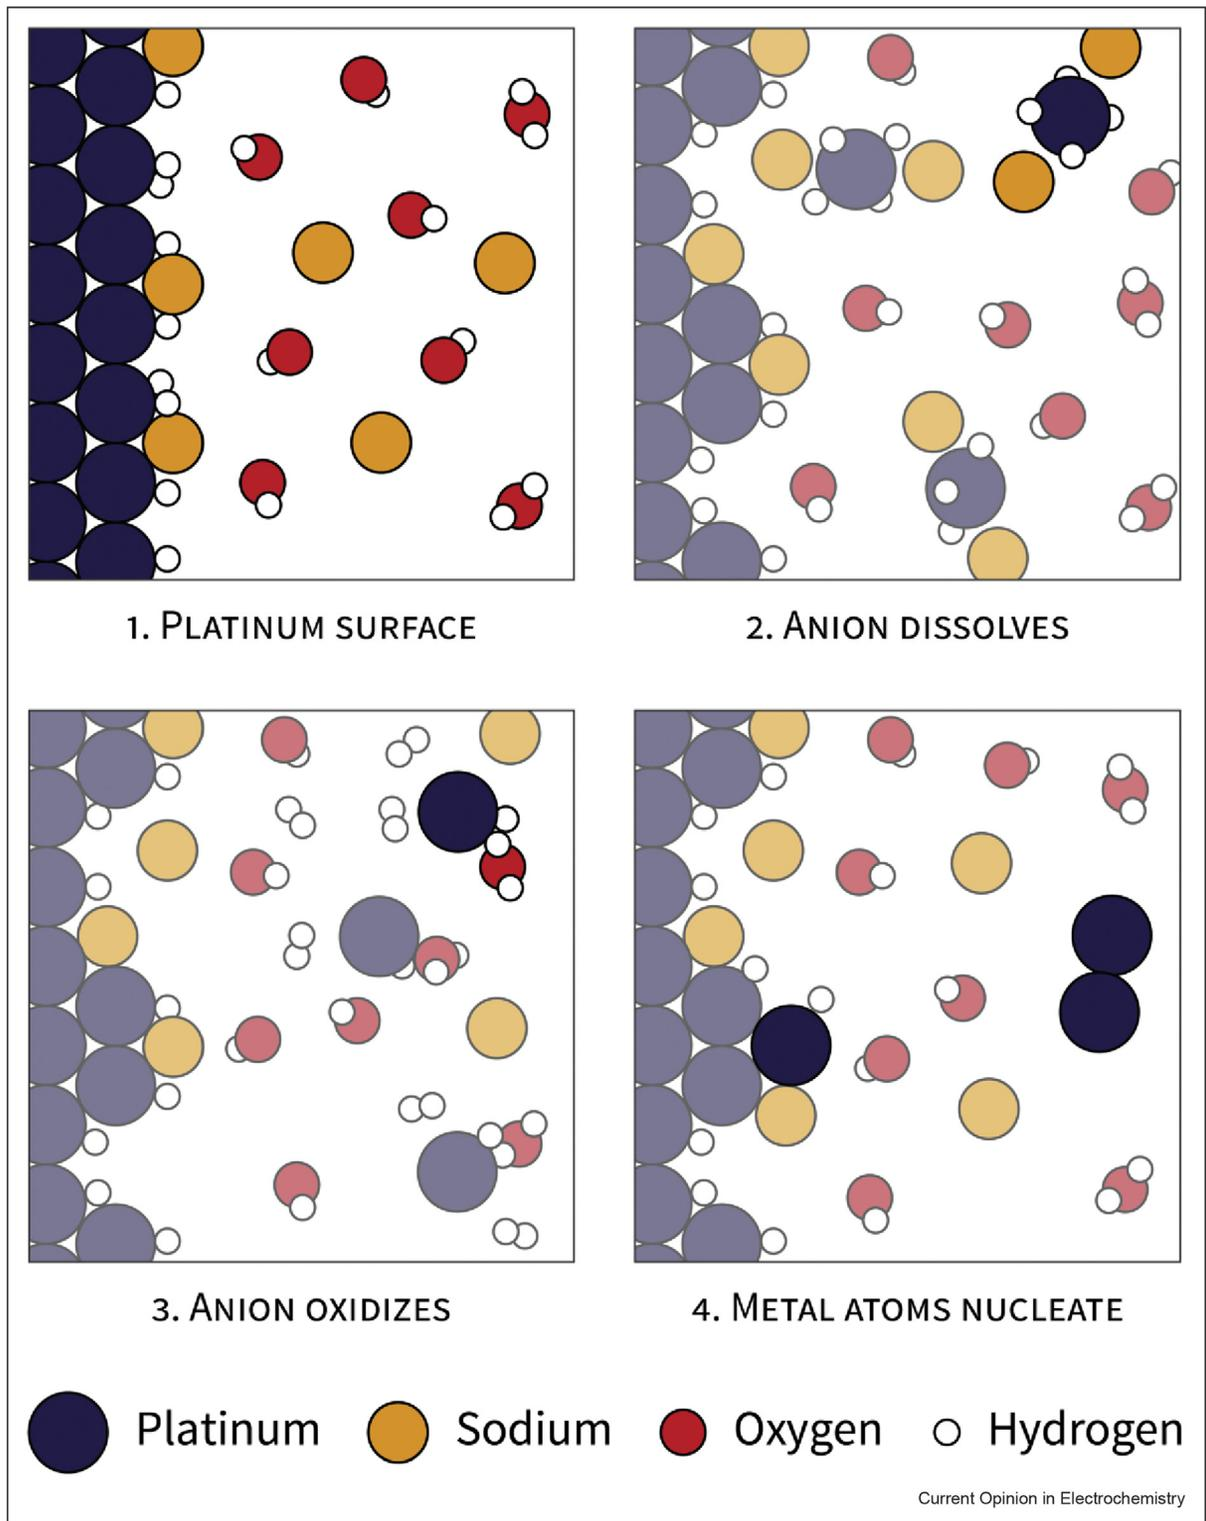 1. Platinum surface
2. Anion dissolves
3. Anion oxidizes
4. Metal atoms nucleate
Platinum
Sodium
Oxygen
Hydrogen
Current Opinion in Electrochemistry